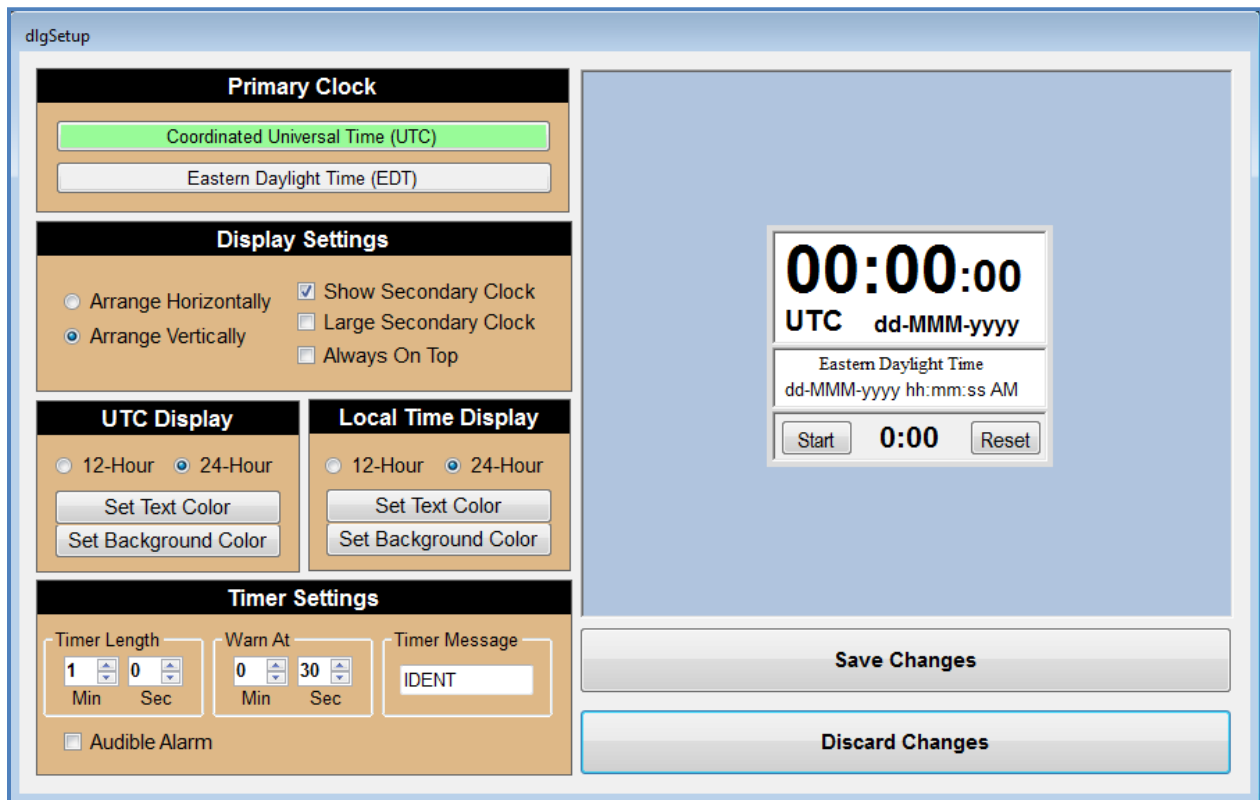 dlgSetup
Primary Clock
Coordinated Universal Time (UTC)
Eastern Daylight Time (EDT)
Display Settings
Arrange Horizontally
Arrange Vertically
Show Secondary Clock
Large Secondary Clock
Always On Top
UTC Display
12-Hour 24-Hour
Set Text Color
Set Background Color
Local Time Display
12-Hour 24-Hour
Set Text Color
Set Background Color
Timer Settings
Timer Length
1 0
Min Sec
Warn At
0 30
Min Sec
Timer Message
IDENT
Audible Alarm
00:00:00
UTC dd-MMM-yyyy
Eastern Daylight Time
dd-MMM-yyyy hh:mm:ss AM
Start 0:00 Reset
Save Changes
Discard Changes